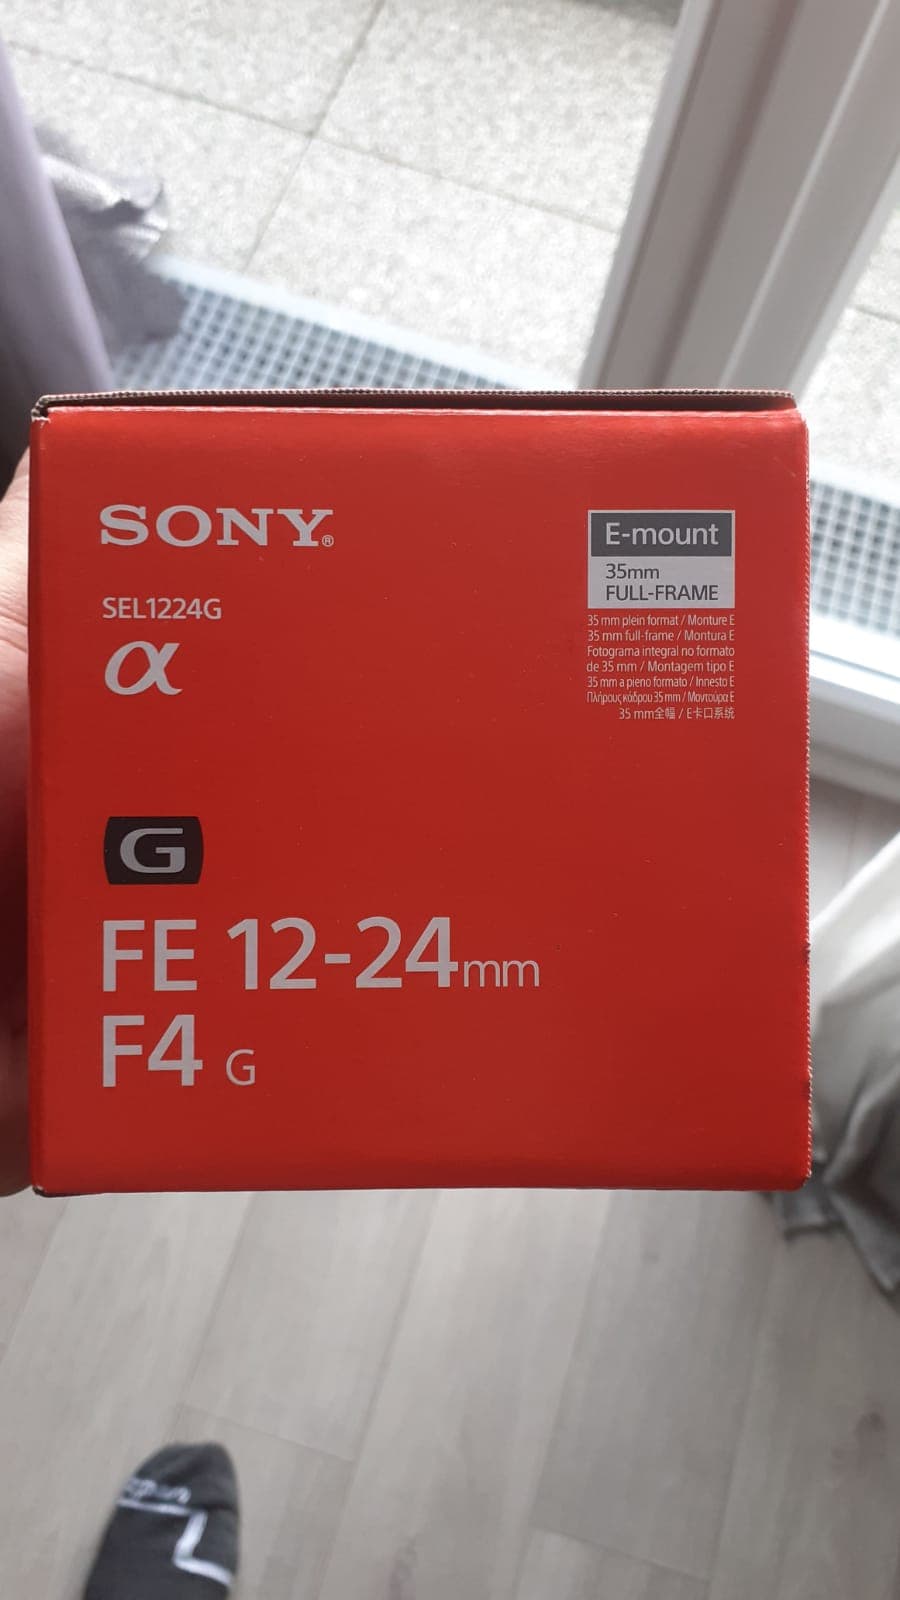 SONY®
SEL1224G
α
E-mount
35mm
FULL-FRAME
35 mm plein format / Monture E
35 mm full-frame / Montura E
Fotograma integral no formato
de 35 mm / Montagem tipo E
35 mm a pieno formato / Innesto E
Πλήρους κάδρου 35 mm / Μοντούρα E
35 mm全幅 / E卡口系统
G
FE 12-24mm
F4 G